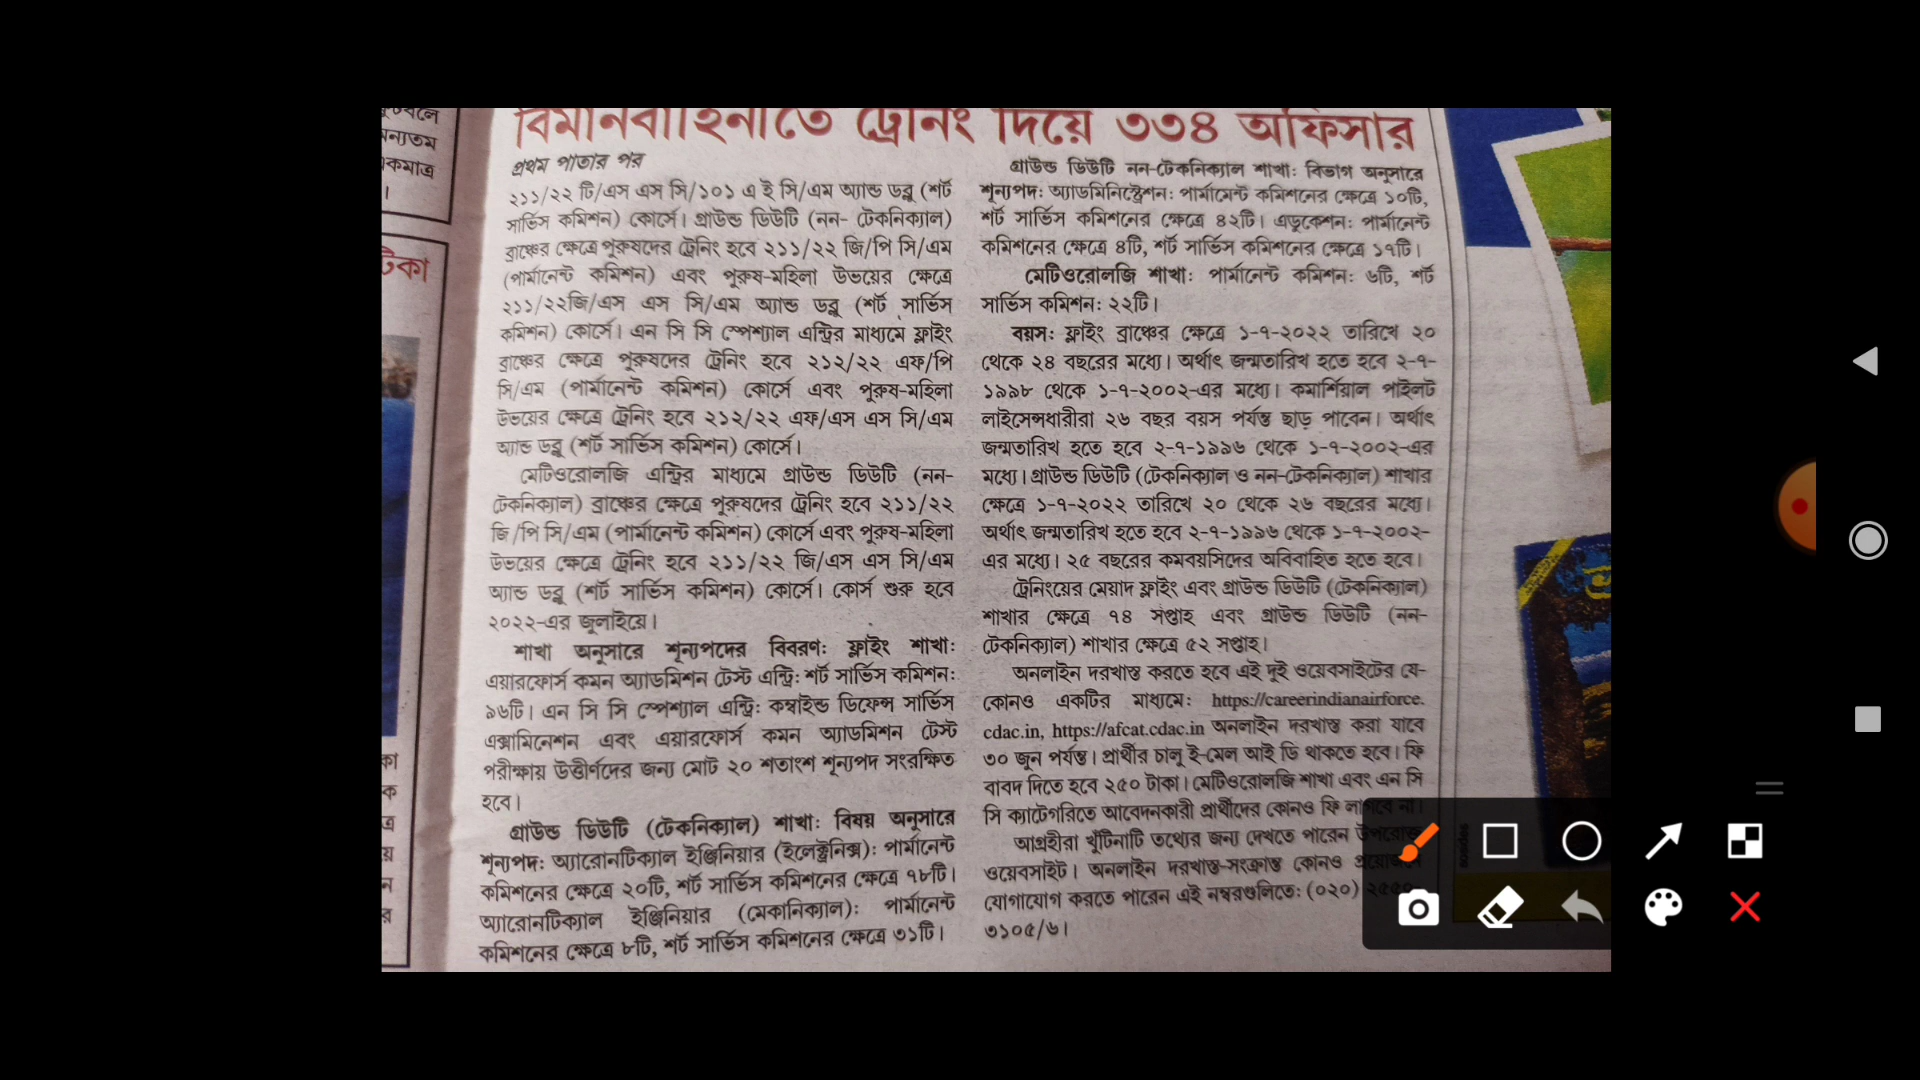 বিমানবাহিনীতে ট্রেনিং দিয়ে ৩৩৪ অফিসার
প্রথম পাতার পর
২১১/২২ টি/এস এস সি/১০১ এ ই সি/এম অ্যান্ড ডব্লু (শর্ট
সার্ভিস কমিশন) কোর্সে। গ্রাউন্ড ডিউটি (নন- টেকনিক্যাল)
ব্রাঞ্চের ক্ষেত্রে পুরুষদের ট্রেনিং হবে ২১১/২২ জি/পি সি/এম
(পার্মানেন্ট কমিশন) এবং পুরুষ-মহিলা উভয়ের ক্ষেত্রে
২১১/২২জি/এস এস সি/এম অ্যান্ড ডব্লু (শর্ট সার্ভিস
কমিশন) কোর্সে। এন সি সি স্পেশ্যাল এন্ট্রির মাধ্যমে ফ্লাইং
ব্রাঞ্চের ক্ষেত্রে পুরুষদের ট্রেনিং হবে ২১২/২২ এফ/পি
সি/এম (পার্মানেন্ট কমিশন) কোর্সে এবং পুরুষ-মহিলা
উভয়ের ক্ষেত্রে ট্রেনিং হবে ২১২/২২ এফ/এস এস সি/এম
অ্যান্ড ডব্লু (শর্ট সার্ভিস কমিশন) কোর্সে।
মেটিওরোলজি এন্ট্রির মাধ্যমে গ্রাউন্ড ডিউটি (নন-
টেকনিক্যাল) ব্রাঞ্চের ক্ষেত্রে পুরুষদের ট্রেনিং হবে ২১১/২২
জি /পি সি/এম (পার্মানেন্ট কমিশন) কোর্সে এবং পুরুষ-মহিলা
উভয়ের ক্ষেত্রে ট্রেনিং হবে ২১১/২২ জি/এস এস সি/এম
অ্যান্ড ডব্লু (শর্ট সার্ভিস কমিশন) কোর্সে। কোর্স শুরু হবে
২০২২-এর জুলাইয়ে।
শাখা অনুসারে শূন্যপদের বিবরণ: ফ্লাইং শাখা:
এয়ারফোর্স কমন অ্যাডমিশন টেস্ট এন্ট্রি: শর্ট সার্ভিস কমিশন:
৯৬টি। এন সি সি স্পেশ্যাল এন্ট্রি: কম্বাইন্ড ডিফেন্স সার্ভিস
এক্সামিনেশন এবং এয়ারফোর্স কমন অ্যাডমিশন টেস্ট
পরীক্ষায় উত্তীর্ণদের জন্য মোট ২০ শতাংশ শূন্যপদ সংরক্ষিত
হবে।
গ্রাউন্ড ডিউটি (টেকনিক্যাল) শাখা: বিষয় অনুসারে
শূন্যপদ: অ্যারোনটিক্যাল ইঞ্জিনিয়ার (ইলেক্ট্রনিক্স): পার্মানেন্ট
কমিশনের ক্ষেত্রে ২০টি, শর্ট সার্ভিস কমিশনের ক্ষেত্রে ৭৮টি।
অ্যারোনটিক্যাল ইঞ্জিনিয়ার (মেকানিক্যাল): পার্মানেন্ট
কমিশনের ক্ষেত্রে ৮টি, শর্ট সার্ভিস কমিশনের ক্ষেত্রে ৩১টি।
গ্রাউন্ড ডিউটি নন-টেকনিক্যাল শাখা: বিভাগ অনুসারে
শূন্যপদ: অ্যাডমিনিস্ট্রেশন: পার্মামেন্ট কমিশনের ক্ষেত্রে ১০টি,
শর্ট সার্ভিস কমিশনের ক্ষেত্রে ৪২টি। এডুকেশন: পার্মানেন্ট
কমিশনের ক্ষেত্রে ৪টি, শর্ট সার্ভিস কমিশনের ক্ষেত্রে ১৭টি।
মেটিওরোলজি শাখা: পার্মানেন্ট কমিশন: ৬টি, শর্ট
সার্ভিস কমিশন: ২২টি।
বয়স: ফ্লাইং ব্রাঞ্চের ক্ষেত্রে ১-৭-২০২২ তারিখে ২০
থেকে ২৪ বছরের মধ্যে। অর্থাৎ জন্মতারিখ হতে হবে ২-৭-
১৯৯৮ থেকে ১-৭-২০০২-এর মধ্যে। কমার্শিয়াল পাইলট
লাইসেন্সধারীরা ২৬ বছর বয়স পর্যন্ত ছাড় পাবেন। অর্থাৎ
জন্মতারিখ হতে হবে ২-৭-১৯৯৬ থেকে ১-৭-২০০২-এর
মধ্যে। গ্রাউন্ড ডিউটি (টেকনিক্যাল ও নন-টেকনিক্যাল) শাখার
ক্ষেত্রে ১-৭-২০২২ তারিখে ২০ থেকে ২৬ বছরের মধ্যে।
অর্থাৎ জন্মতারিখ হতে হবে ২-৭-১৯৯৬ থেকে ১-৭-২০০২-
এর মধ্যে। ২৫ বছরের কমবয়সিদের অবিবাহিত হতে হবে।
ট্রেনিংয়ের মেয়াদ ফ্লাইং এবং গ্রাউন্ড ডিউটি (টেকনিক্যাল)
শাখার ক্ষেত্রে ৭৪ সপ্তাহ এবং গ্রাউন্ড ডিউটি (নন-
টেকনিক্যাল) শাখার ক্ষেত্রে ৫২ সপ্তাহ।
অনলাইন দরখাস্ত করতে হবে এই দুই ওয়েবসাইটের যে-
কোনও একটির মাধ্যমে: https://careerindianairforce.
cdac.in, https://afcat.cdac.in অনলাইন দরখাস্ত করা যাবে
৩০ জুন পর্যন্ত। প্রার্থীর চালু ই-মেল আই ডি থাকতে হবে। ফি
বাবদ দিতে হবে ২৫০ টাকা। মেটিওরোলজি শাখা এবং এন সি
সি ক্যাটেগরিতে আবেদনকারী প্রার্থীদের কোনও ফি লাগবে না।
আগ্রহীরা খুঁটিনাটি তথ্যের জন্য দেখতে পারেন উপরোক্ত
ওয়েবসাইট। অনলাইন দরখাস্ত-সংক্রান্ত কোনও প্রয়োজনে
যোগাযোগ করতে পারেন এই নম্বরগুলিতে: (০২০)
৩১০৫/৬।